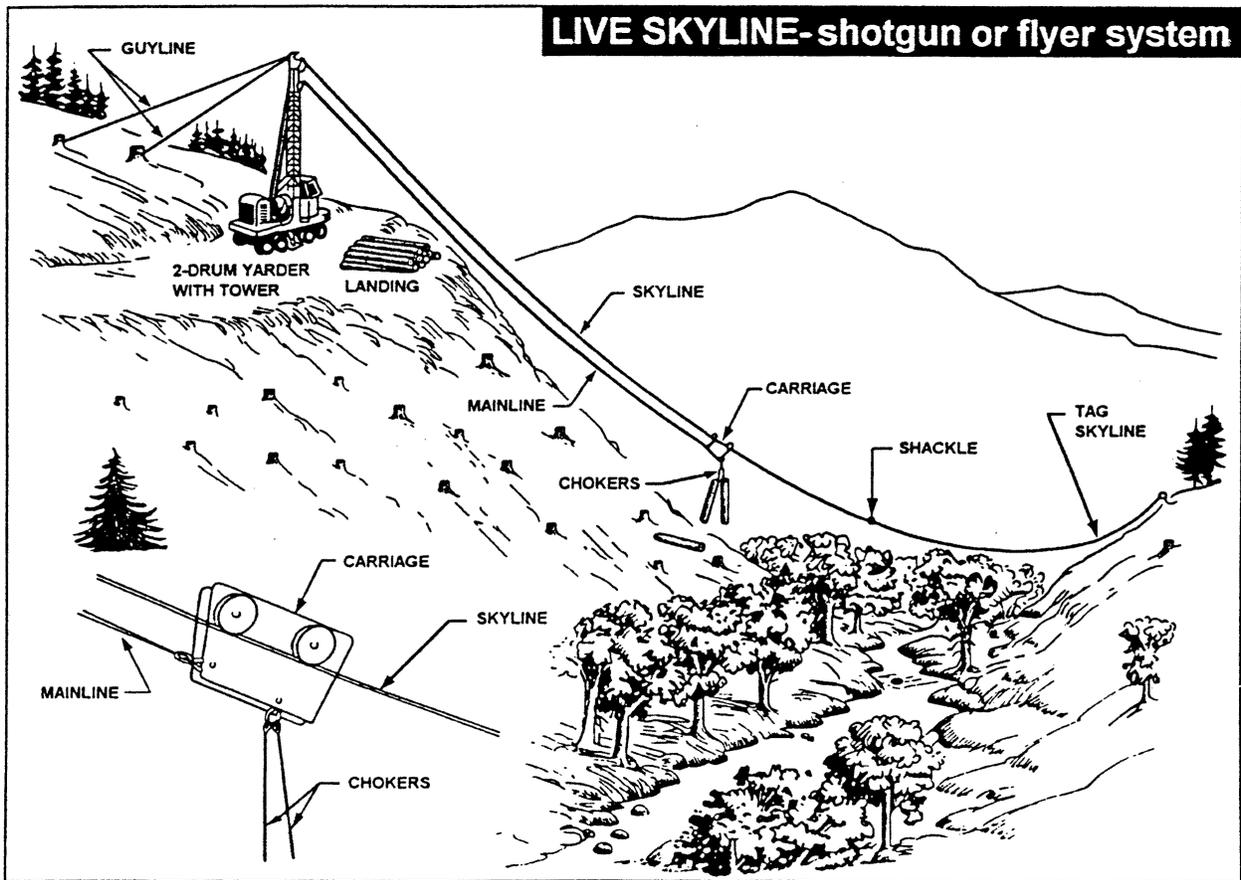 LIVE SKYLINE- shotgun or flyer system
GUYLINE
2-DRUM YARDER
WITH TOWER
LANDING
SKYLINE
MAINLINE
CARRIAGE
TAG
SKYLINE
SHACKLE
CHOKERS
CARRIAGE
SKYLINE
MAINLINE
CHOKERS